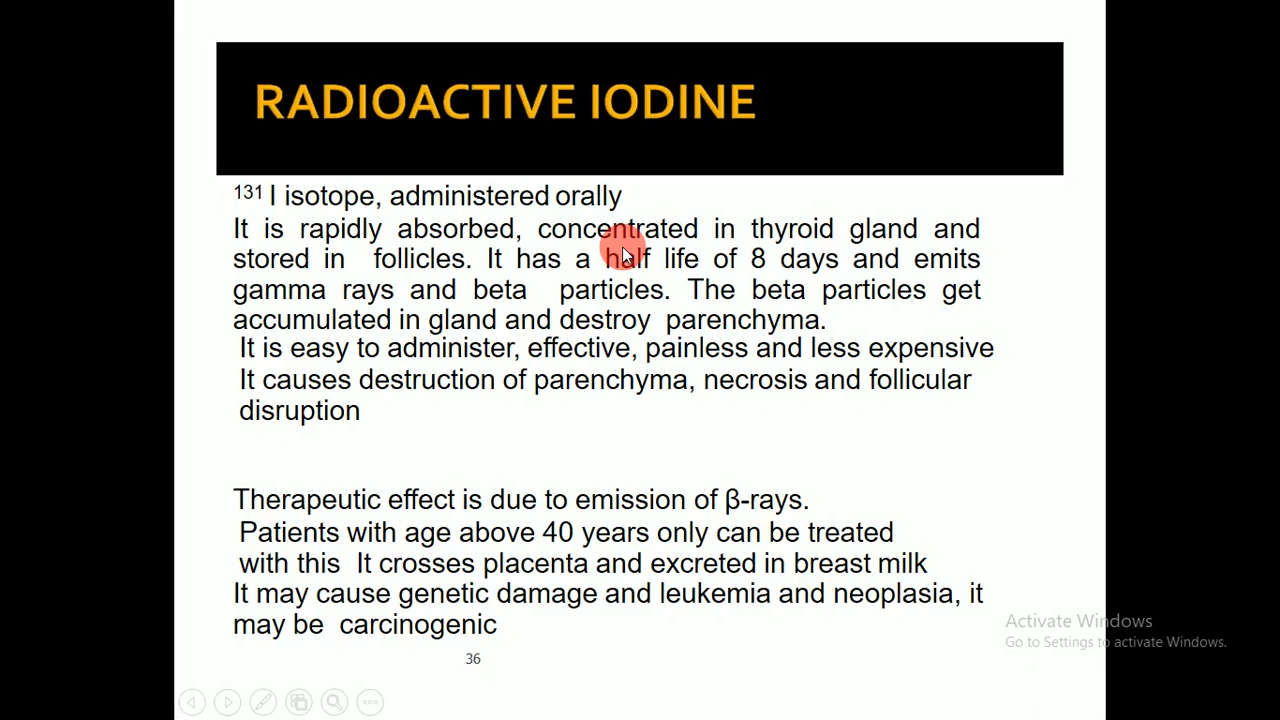 RADIOACTIVE IODINE
131 I isotope, administered orally
It is rapidly absorbed, concentrated in thyroid gland and
stored in follicles. It has a half life of 8 days and emits
gamma rays and beta particles. The beta particles get
accumulated in gland and destroy parenchyma.
It is easy to administer, effective, painless and less expensive
It causes destruction of parenchyma, necrosis and follicular
disruption
Therapeutic effect is due to emission of β-rays.
Patients with age above 40 years only can be treated
with this It crosses placenta and excreted in breast milk
It may cause genetic damage and leukemia and neoplasia, it
may be carcinogenic
36
Activate Windows
Go to Settings to activate Windows.